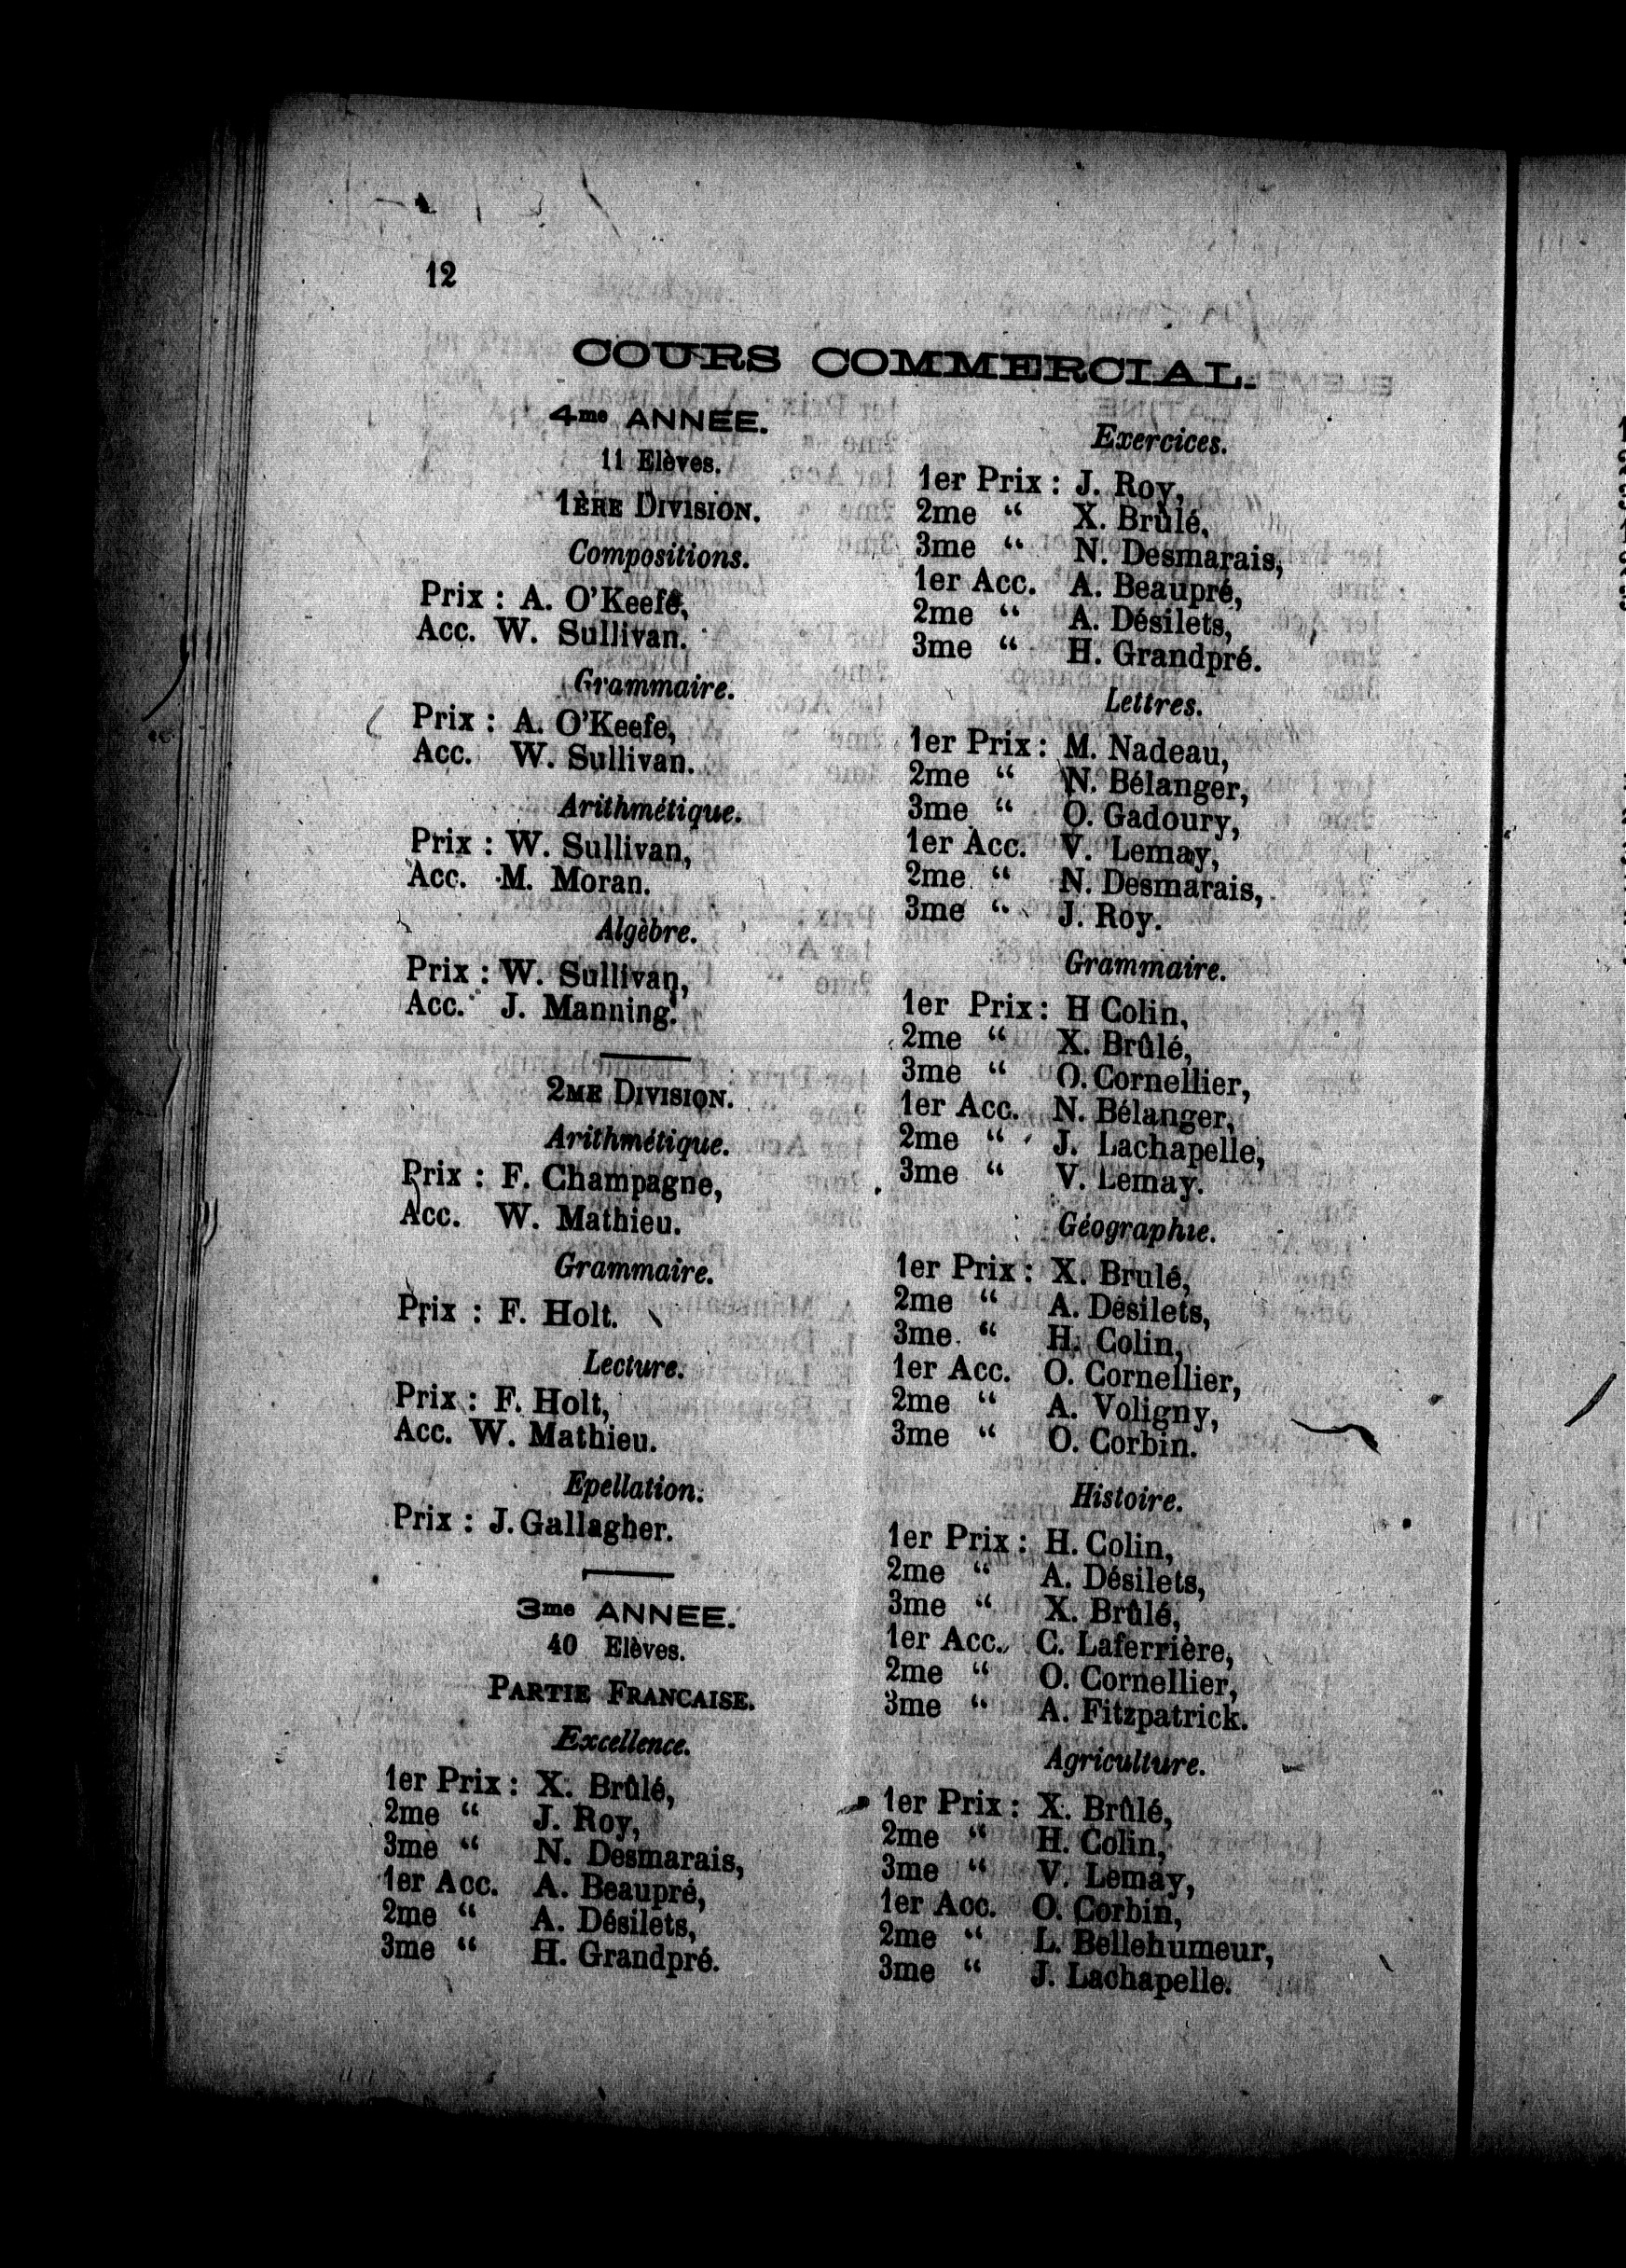 12
COURS COMMERCIAL.
4me ANNEE.
11 Elèves.
1ÈRE DIVISION.
Compositions.
Prix : A. O'Keefe,
Acc. W. Sullivan.
Grammaire.
Prix : A. O'Keefe,
Acc. W. Sullivan.
Arithmétique.
Prix : W. Sullivan,
Acc. M. Moran.
Algèbre.
Prix : W. Sullivan,
Acc. J. Manning.
2ME DIVISION.
Arithmétique.
Prix : F. Champagne,
Acc. W. Mathieu.
Grammaire.
Prix : F. Holt.
Lecture.
Prix : F. Holt,
Acc. W. Mathieu.
Epellation.
Prix : J. Gallagher.
3me ANNEE.
40 Elèves.
PARTIE FRANCAISE.
Excellence.
1er Prix : X. Brûlé,
2me “ J. Roy,
3me “ N. Desmarais,
1er Acc. A. Beaupré,
2me “ A. Désilets,
3me “ H. Grandpré.
Exercices.
1er Prix : J. Roy,
2me “ X. Brûlé,
3me “ N. Desmarais,
1er Acc. A. Beaupré,
2me “ A. Désilets,
3me “ H. Grandpré.
Lettres.
1er Prix : M. Nadeau,
2me “ N. Bélanger,
3me “ O. Gadoury,
1er Acc. V. Lemay,
2me “ N. Desmarais,
3me “ J. Roy.
Grammaire.
1er Prix : H Colin,
2me “ X. Brûlé,
3me “ O. Cornellier,
1er Acc. N. Bélanger,
2me “ J. Lachapelle,
3me “ V. Lemay.
Géographie.
1er Prix : X. Brulé,
2me “ A. Désilets,
3me “ H. Colin,
1er Acc. O. Cornellier,
2me “ A. Voligny,
3me “ O. Corbin.
Histoire.
1er Prix : H. Colin,
2me “ A. Désilets,
3me “ X. Brûlé,
1er Acc. C. Laferrière,
2me “ O. Cornellier,
3me “ A. Fitzpatrick.
Agriculture.
1er Prix : X. Brûlé,
2me “ H. Colin,
3me “ V. Lemay,
1er Acc. O. Corbin,
2me “ L. Bellehumeur,
3me “ J. Lachapelle.